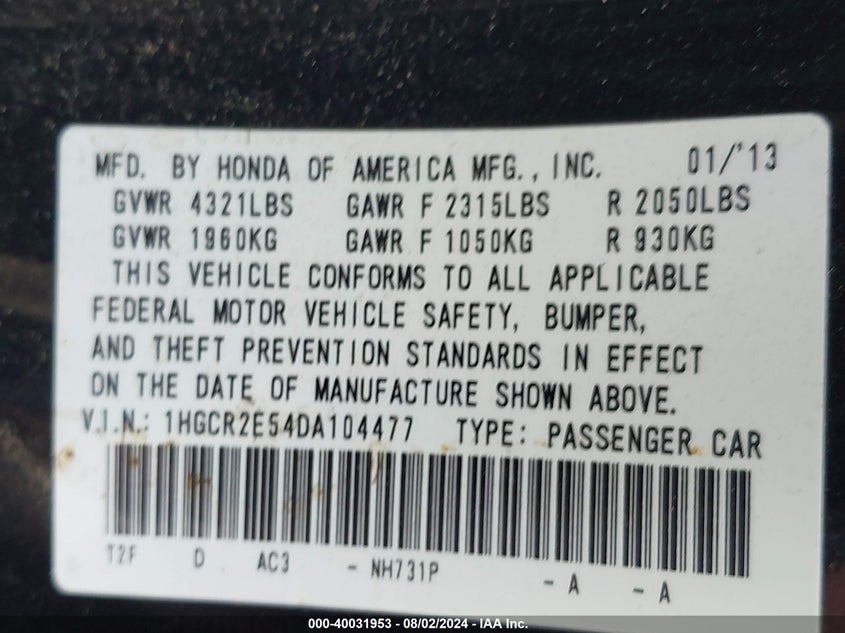 MFD. BY HONDA OF AMERICA MFG., INC. 01/'13
GVWR 4321LBS GAWR F 2315LBS R 2050LBS
GVWR 1960KG GAWR F 1050KG R 930KG
THIS VEHICLE CONFORMS TO ALL APPLICABLE
FEDERAL MOTOR VEHICLE SAFETY, BUMPER,
AND THEFT PREVENTION STANDARDS IN EFFECT
ON THE DATE OF MANUFACTURE SHOWN ABOVE.
V.I.N.: 1HGCR2E54DA104477 TYPE: PASSENGER CAR
T2F D AC3 - NH731P - A - A
000-40031953 - 08/02/2024 - IAA Inc.